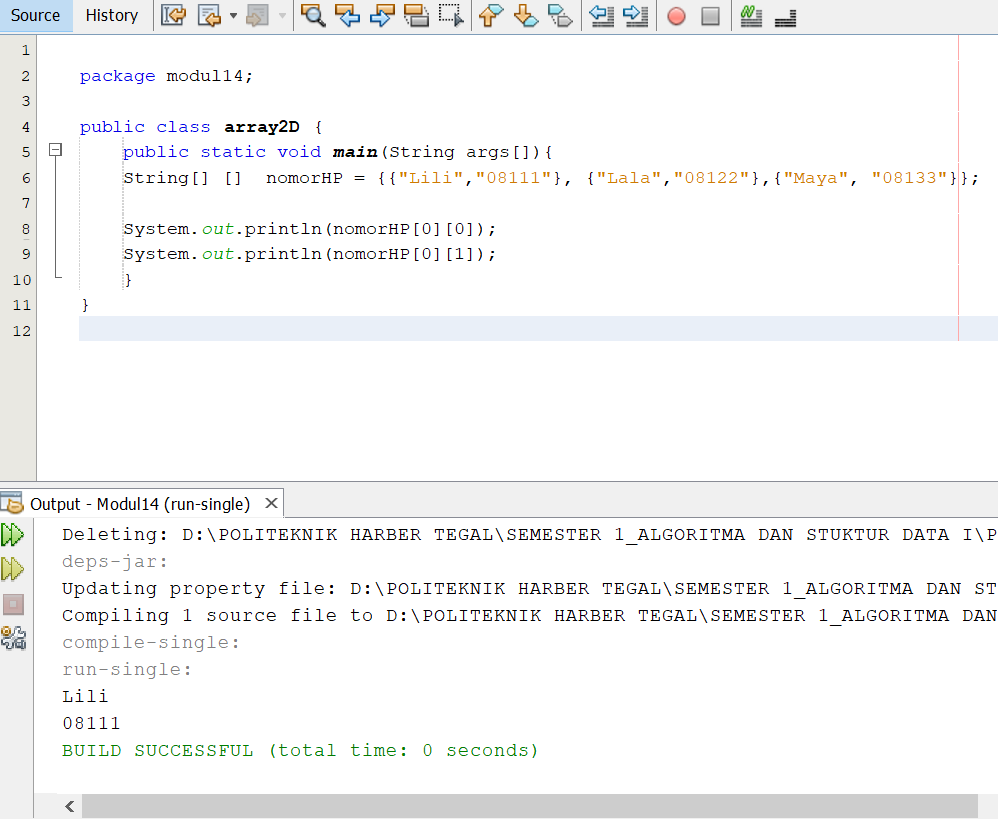 Source History
1
2 package modul14;
3
4 public class array2D {
5 public static void main(String args[]){
6 String[] [] nomorHP = {{"Lili","08111"}, {"Lala","08122"},{"Maya", "08133"}};
7
8 System.out.println(nomorHP[0][0]);
9 System.out.println(nomorHP[0][1]);
10 }
11 }
12
Output - Modul14 (run-single)
Deleting: D:\POLITEKNIK HARBER TEGAL\SEMESTER 1_ALGORITMA DAN STUKTUR DATA I\P
deps-jar:
Updating property file: D:\POLITEKNIK HARBER TEGAL\SEMESTER 1_ALGORITMA DAN ST
Compiling 1 source file to D:\POLITEKNIK HARBER TEGAL\SEMESTER 1_ALGORITMA DAN
compile-single:
run-single:
Lili
08111
BUILD SUCCESSFUL (total time: 0 seconds)